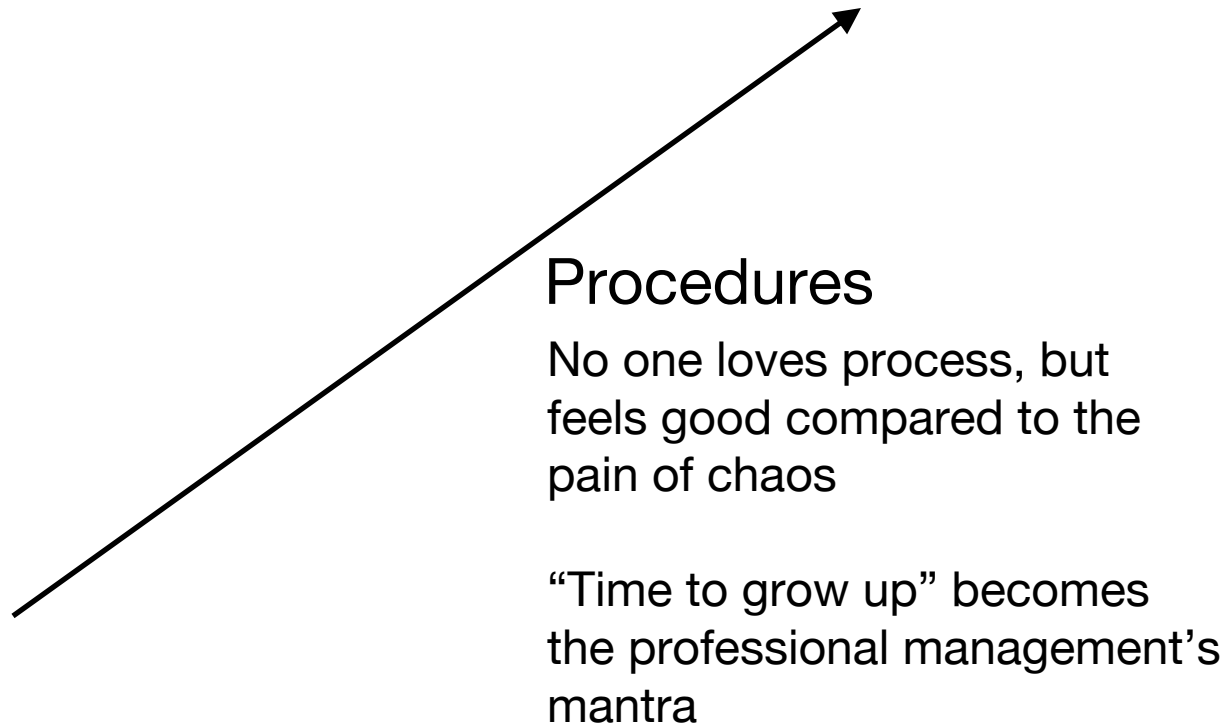 Procedures
No one loves process, but
feels good compared to the
pain of chaos
“Time to grow up” becomes
the professional management’s
mantra